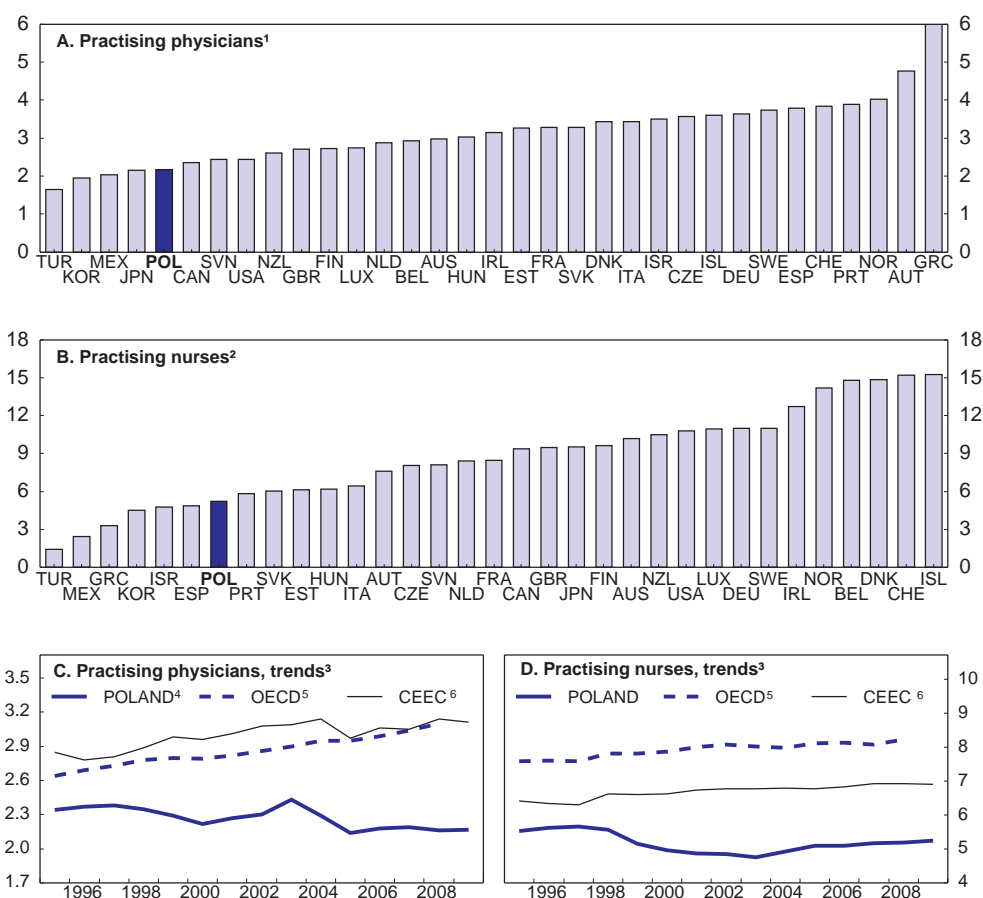 A. Practising physicians¹
6 6
5 5
4 4
3 3
2 2
1 1
0 0
TUR MEX POL SVN NZL FIN NLD AUS IRL FRA DNK ISR ISL SWE CHE NOR GRC
KOR JPN CAN USA GBR LUX BEL HUN EST SVK ITA CZE DEU ESP PRT AUT
B. Practising nurses²
18 18
15 15
12 12
9 9
6 6
3 3
0 0
TUR GRC ISR POL SVK HUN AUT SVN FRA GBR FIN NZL LUX SWE NOR DNK ISL
MEX KOR ESP PRT EST ITA CZE NLD CAN JPN AUS USA DEU IRL BEL CHE
C. Practising physicians, trends³
POLAND⁴ OECD⁵ CEEC ⁶
3.5
3.2
2.9
2.6
2.3
2.0
1.7
1996 1998 2000 2002 2004 2006 2008
D. Practising nurses, trends³
POLAND OECD⁵ CEEC ⁶
10
9
8
7
6
5
4
1996 1998 2000 2002 2004 2006 2008